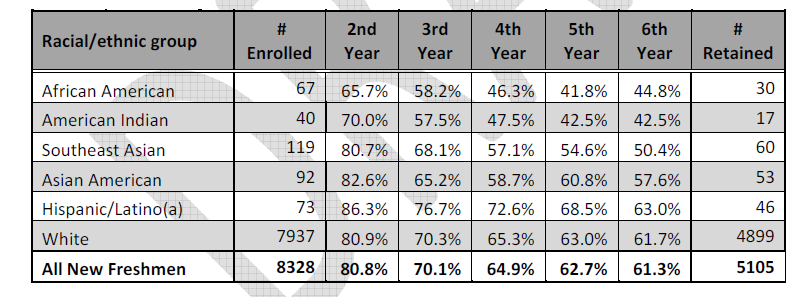 Racial/ethnic group # Enrolled 2nd Year 3rd Year 4th Year 5th Year 6th Year # Retained
African American 67 65.7% 58.2% 46.3% 41.8% 44.8% 30
American Indian 40 70.0% 57.5% 47.5% 42.5% 42.5% 17
Southeast Asian 119 80.7% 68.1% 57.1% 54.6% 50.4% 60
Asian American 92 82.6% 65.2% 58.7% 60.8% 57.6% 53
Hispanic/Latino(a) 73 86.3% 76.7% 72.6% 68.5% 63.0% 46
White 7937 80.9% 70.3% 65.3% 63.0% 61.7% 4899
All New Freshmen 8328 80.8% 70.1% 64.9% 62.7% 61.3% 5105